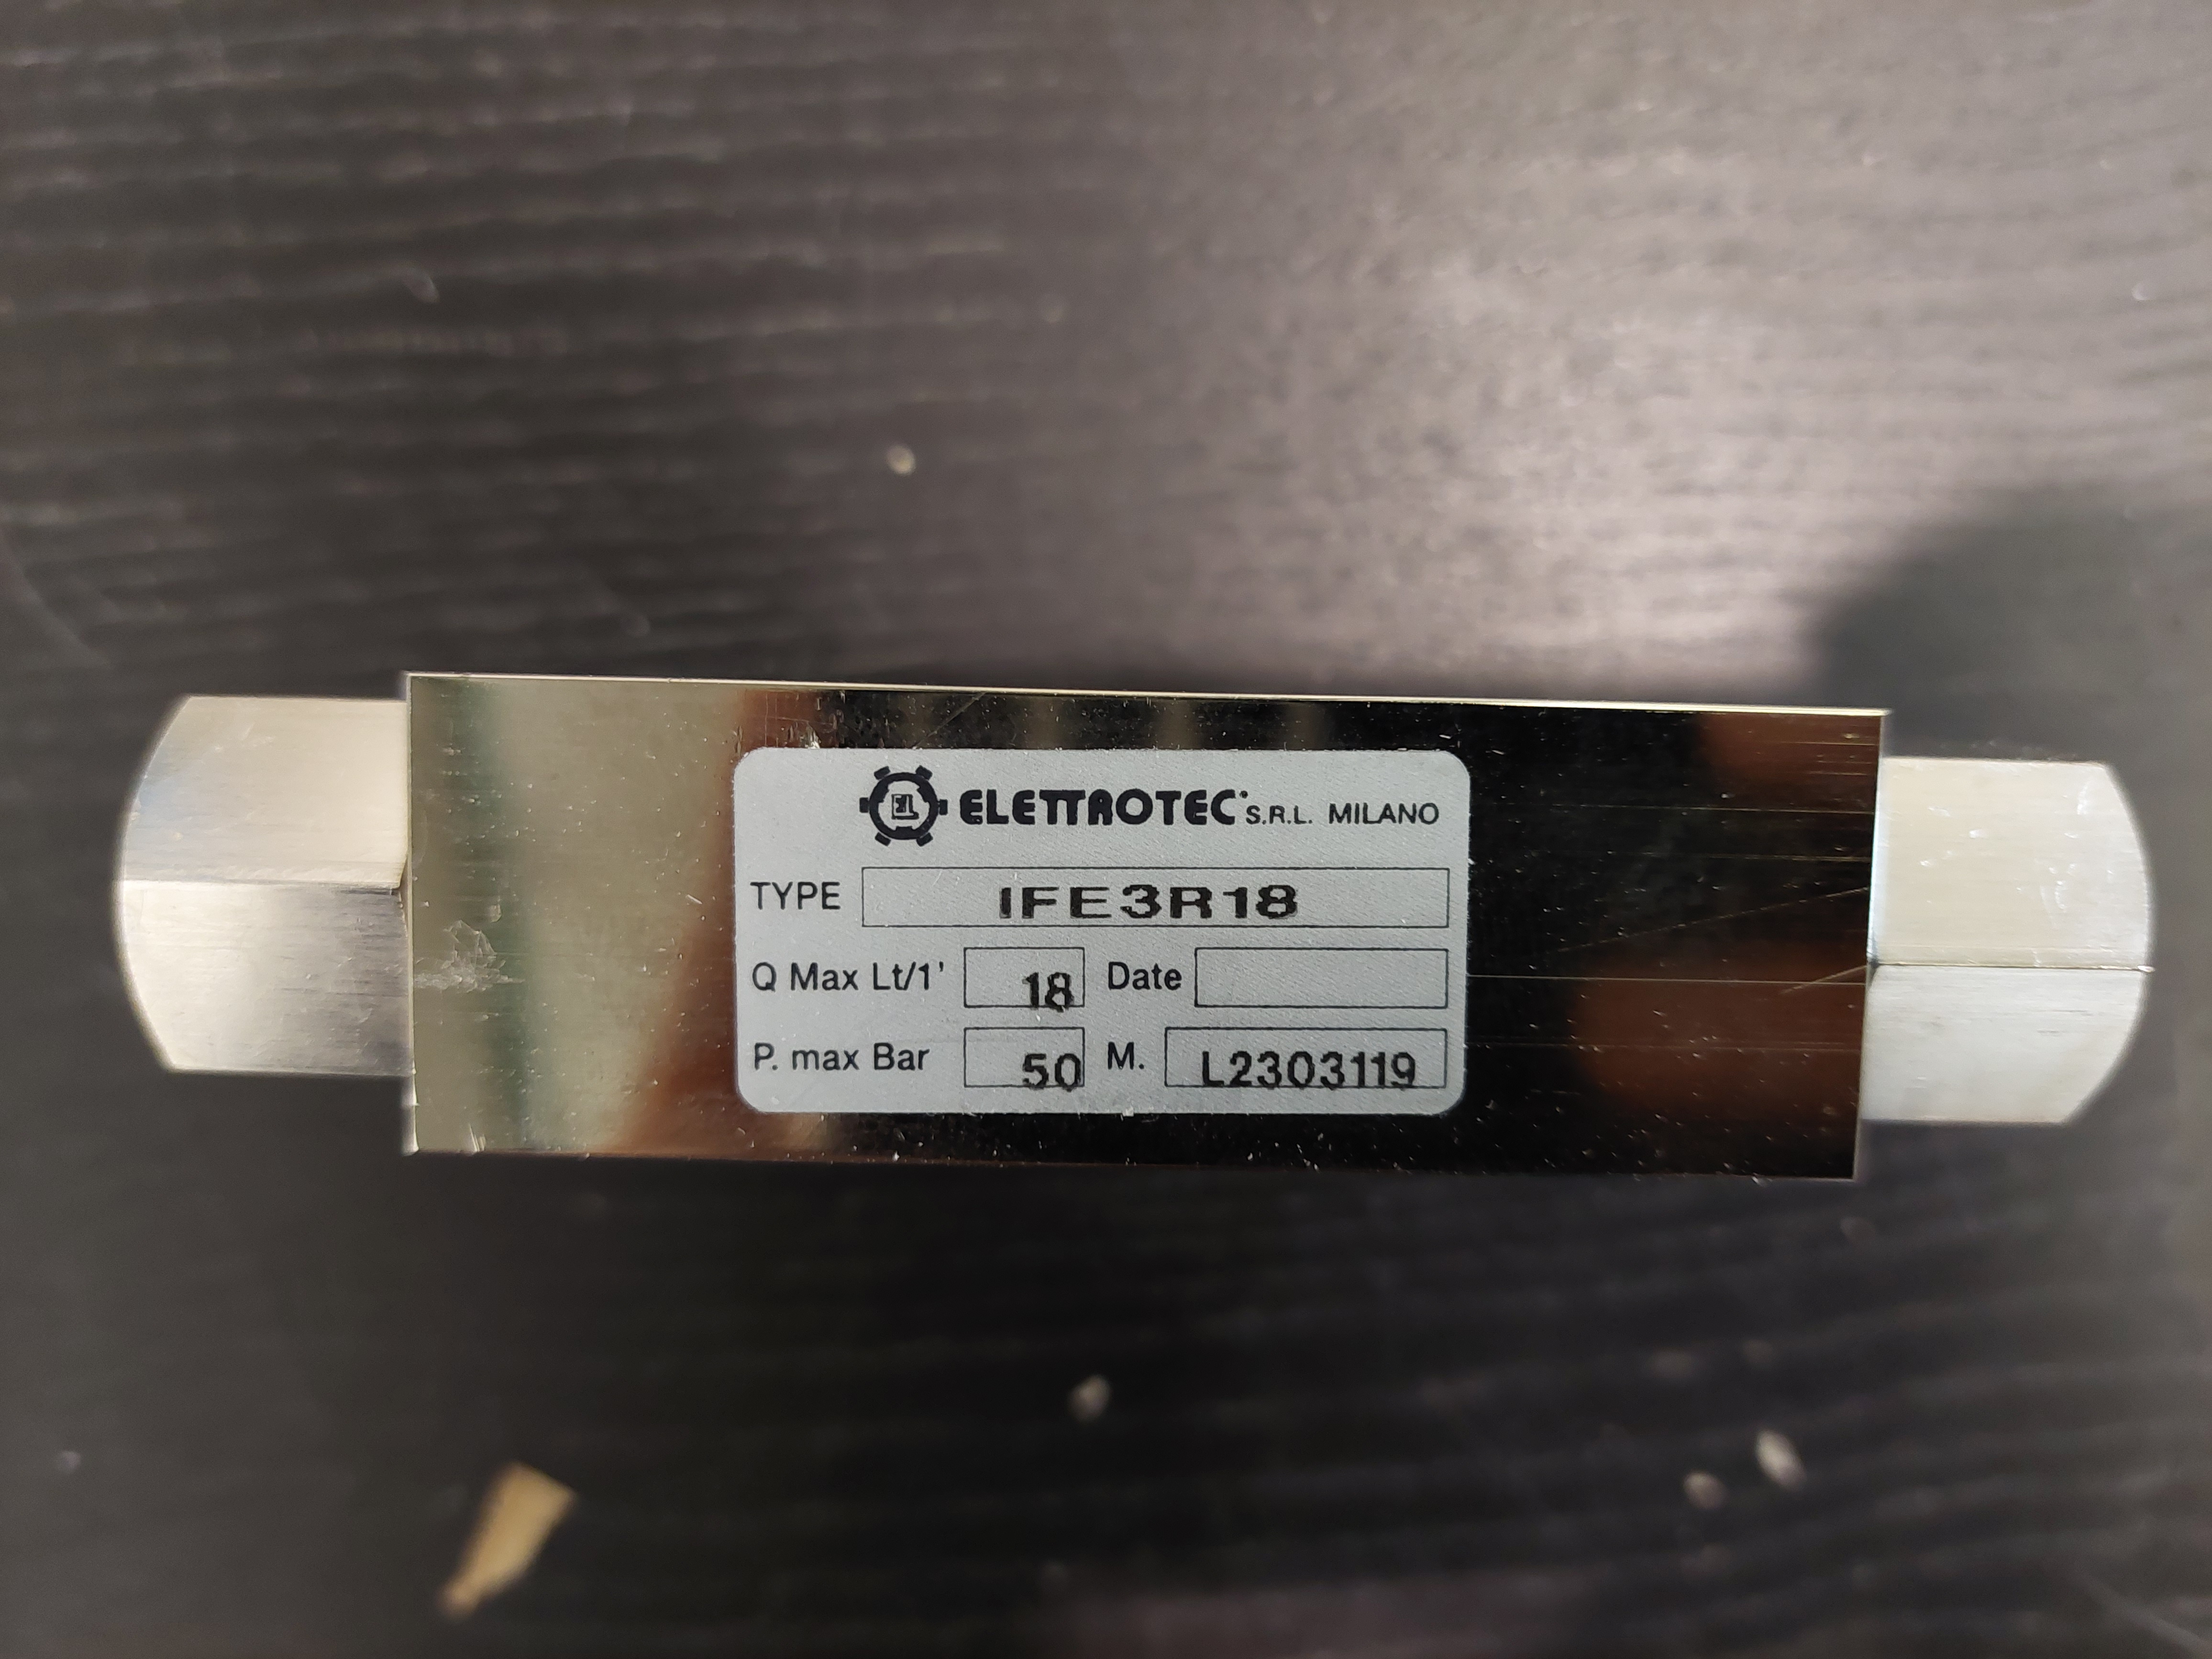 ELETTROTEC S.R.L. MILANO
TYPE IFE3R18
Q Max Lt/1' 18 Date
P. max Bar 50 M. L2303119